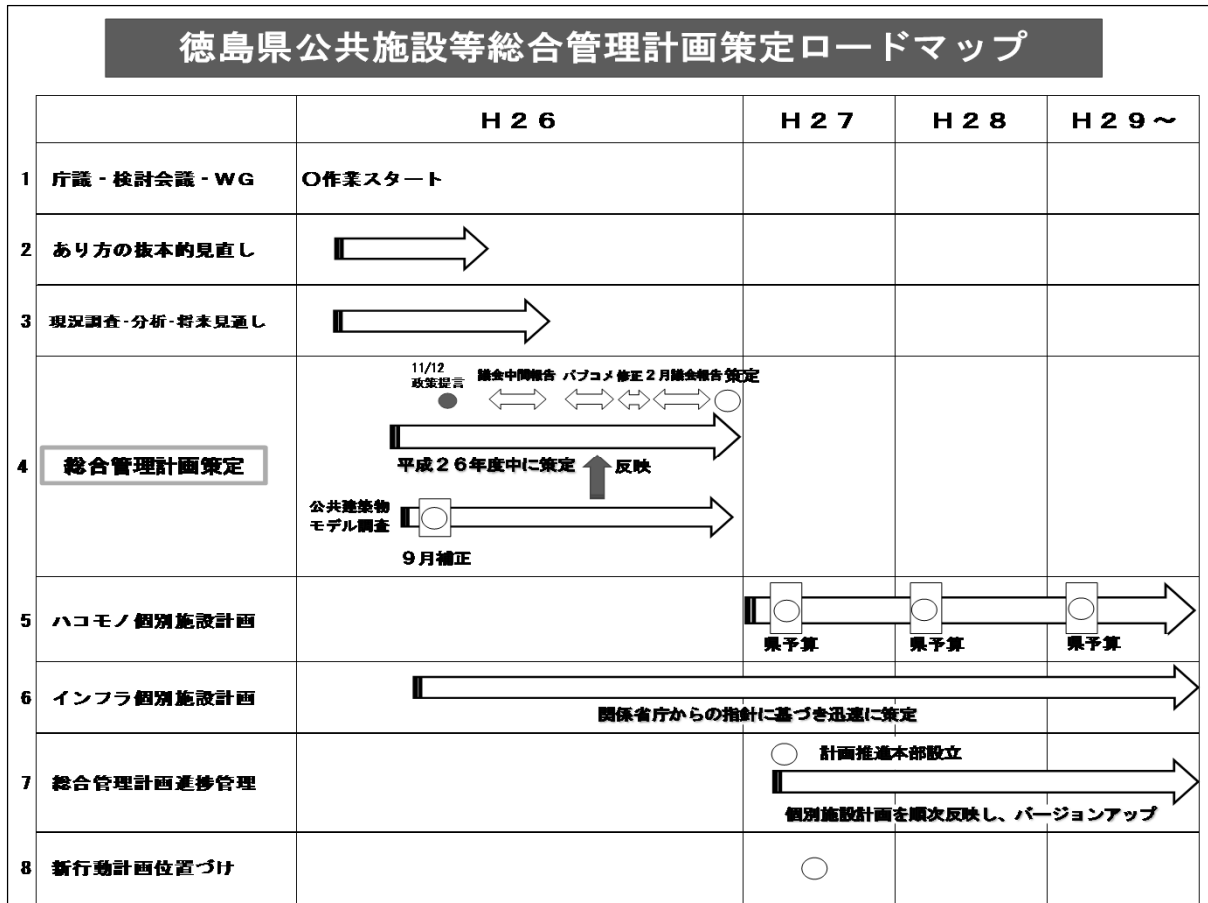 徳島県公共施設等総合管理計画策定ロードマップ
H26 H27 H28 H29～
1 庁議・検討会議・WG 〇作業スタート
2 あり方の抜本的見直し
3 現況調査・分析・将来見通し
11/12
政策提言 議会中間報告 パブコメ 修正 2月議会報告 策定
4 総合管理計画策定
平成26年度中に策定 反映
公共建築物
モデル調査
9月補正
5 ハコモノ個別施設計画
県予算 県予算 県予算
6 インフラ個別施設計画
関係省庁からの指針に基づき迅速に策定
計画推進本部設立
7 総合管理計画進捗管理
個別施設計画を順次反映し、バージョンアップ
8 新行動計画位置づけ